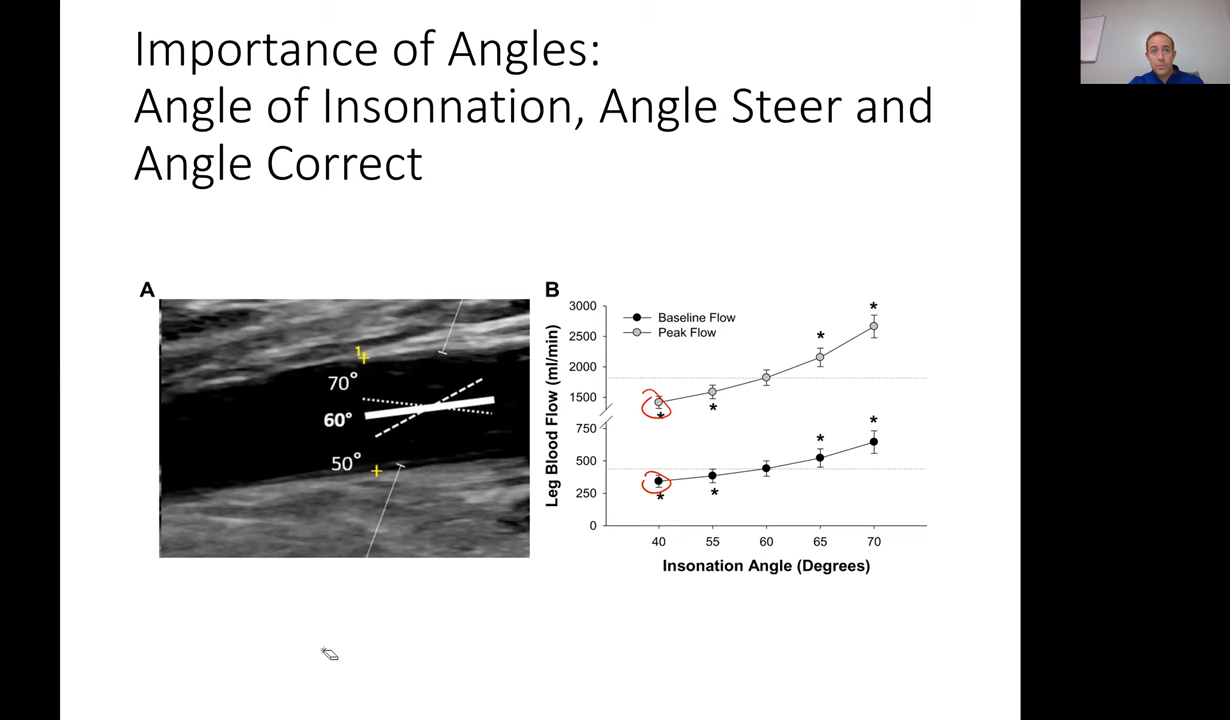 Importance of Angles:
Angle of Insonnation, Angle Steer and
Angle Correct
A
1
70°
60°
50°
B
Leg Blood Flow (ml/min)
3000
2500
2000
1500
750
500
250
0
Baseline Flow
Peak Flow
*
*
*
*
*
*
*
*
40
55
60
65
70
Insonation Angle (Degrees)